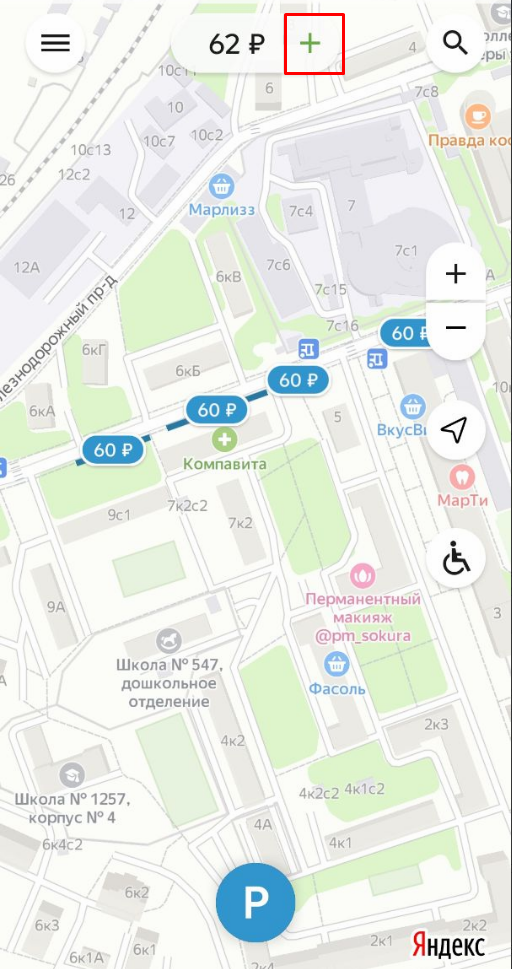 62 ₽
4
10с11
6
7с8
10
10с7
10с2
Правда
10с13
12с2
26
Марлизз
12
7с4
7
7с1
12А
7с6
6кВ
7с15
7с16
60 ₽
6кГ
6кБ
60 ₽
6кА
60 ₽
5
60 ₽
Компавита
МарТи
9с1
7к2с2
7к2
9А
Перманентный
макияж
@pm_sokura
3
Школа № 547,
дошкольное
отделение
Фасоль
2к3
4к2
Школа № 1257,
корпус № 4
4к2с2
4к1с2
4А
4к1
6к4с2
6к2
P
6к3
6к1А
6к1
2к1
2к2
Яндекс